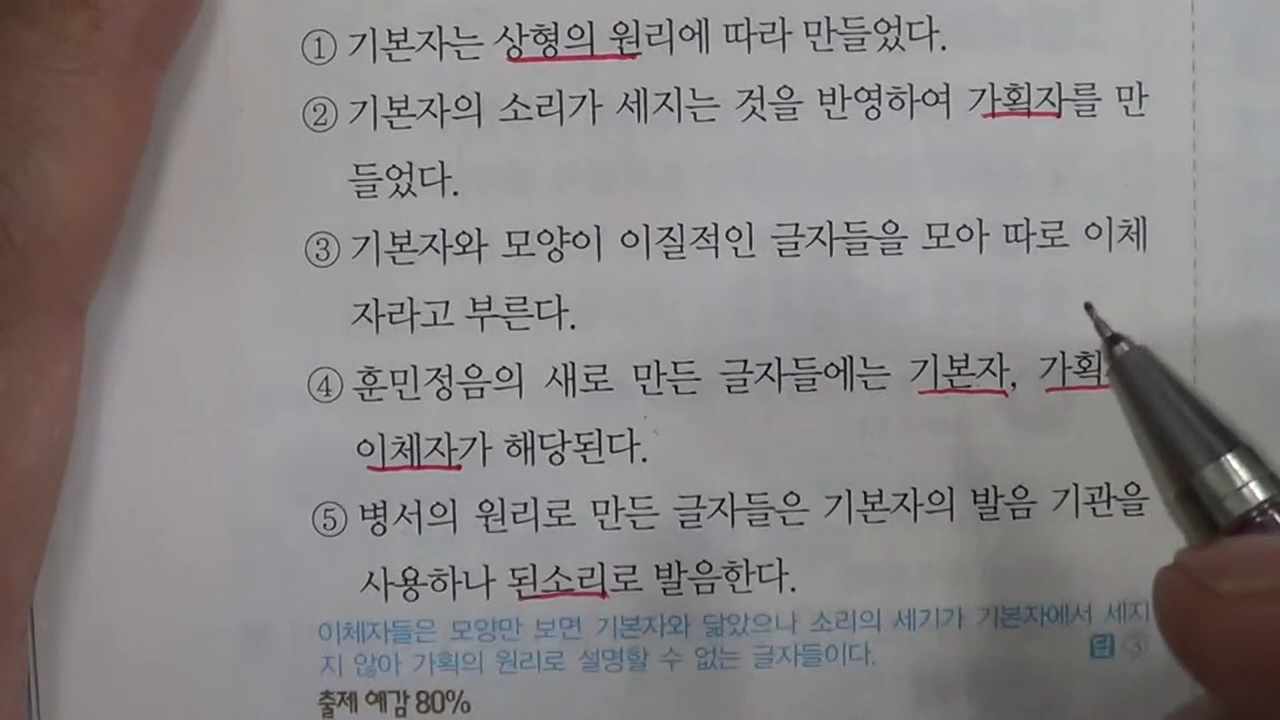 ① 기본자는 상형의 원리에 따라 만들었다.
② 기본자의 소리가 세지는 것을 반영하여 가획자를 만
들었다.
③ 기본자와 모양이 이질적인 글자들을 모아 따로 이체
자라고 부른다.
④ 훈민정음의 새로 만든 글자들에는 기본자, 가획
이체자가 해당된다.
⑤ 병서의 원리로 만든 글자들은 기본자의 발음 기관을
사용하나 된소리로 발음한다.
이체자들은 모양만 보면 기본자와 닮았으나 소리의 세기가 기본자에서 세지
지 않아 가획의 원리로 설명할 수 없는 글자들이다. 답 ③
출제 예감 80%